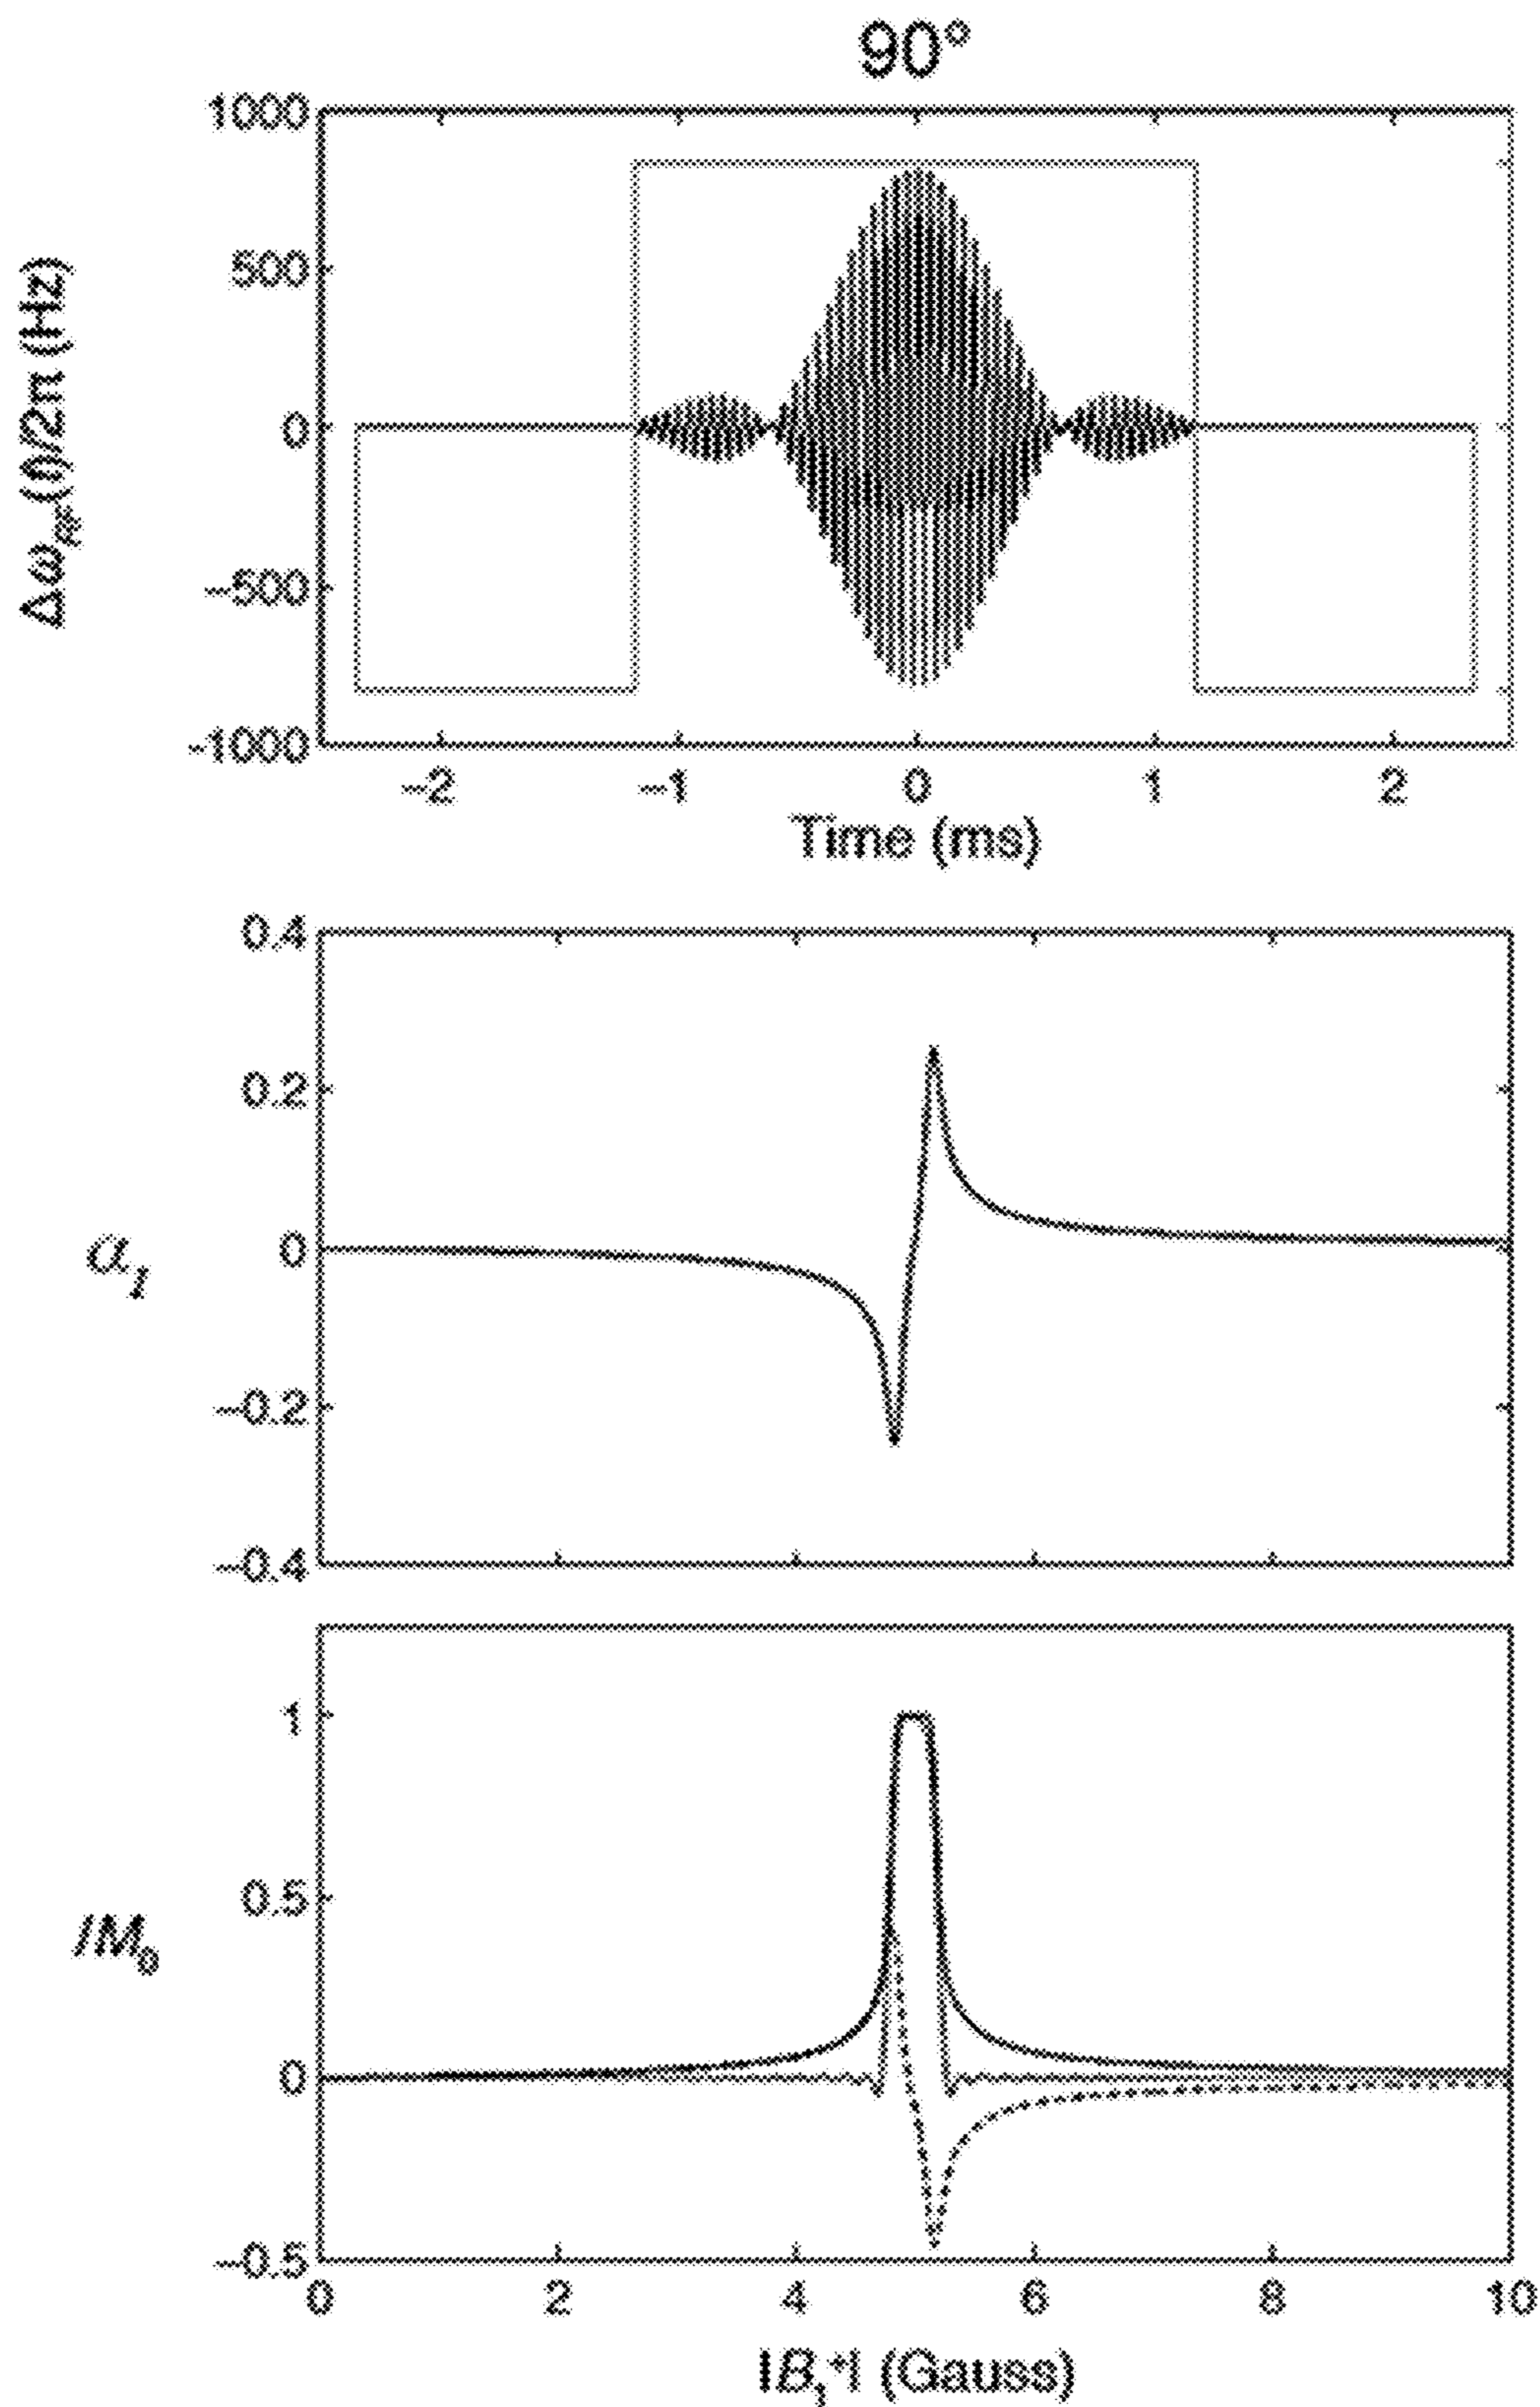 90°
1000
500
0
−500
-1000
Δω_RF(t)/2π (Hz)
−2 −1 0 1 2
Time (ms)
0.4
0.2
0
−0.2
−0.4
α_I
1
0.5
0
−0.5
/M_0
0 2 4 6 8 10
|B_1^+| (Gauss)